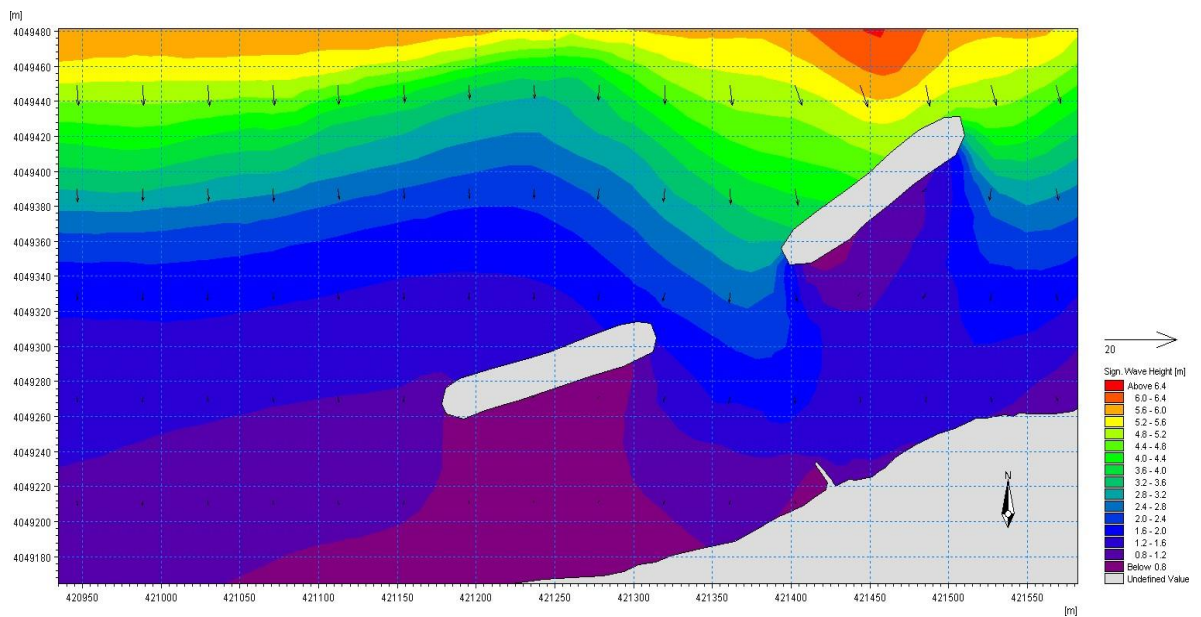 [m]
4049480
4049460
4049440
4049420
4049400
4049380
4049360
4049340
4049320
4049300
4049280
4049260
4049240
4049220
4049200
4049180
420950 421000 421050 421100 421150 421200 421250 421300 421350 421400 421450 421500 421550
[m]
20
Sign. Wave Height [m]
Above 6.4
6.0 - 6.4
5.6 - 6.0
5.2 - 5.6
4.8 - 5.2
4.4 - 4.8
4.0 - 4.4
3.6 - 4.0
3.2 - 3.6
2.8 - 3.2
2.4 - 2.8
2.0 - 2.4
1.6 - 2.0
1.2 - 1.6
0.8 - 1.2
Below 0.8
Undefined Value
N